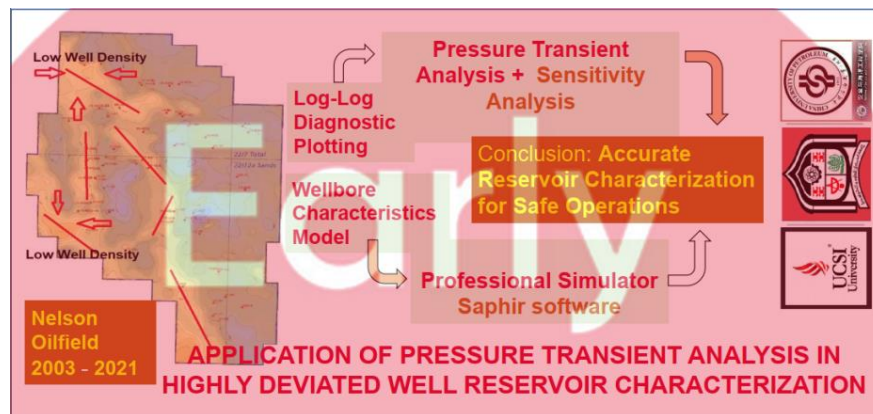 Low Well Density
Low Well Density
Nelson
Oilfield
2003 - 2021
Log-Log
Diagnostic
Plotting
Wellbore
Characteristics
Model
Pressure Transient
Analysis + Sensitivity
Analysis
Conclusion: Accurate
Reservoir Characterization
for Safe Operations
Professional Simulator
Saphir software
UCSI
University
Early
APPLICATION OF PRESSURE TRANSIENT ANALYSIS IN
HIGHLY DEVIATED WELL RESERVOIR CHARACTERIZATION